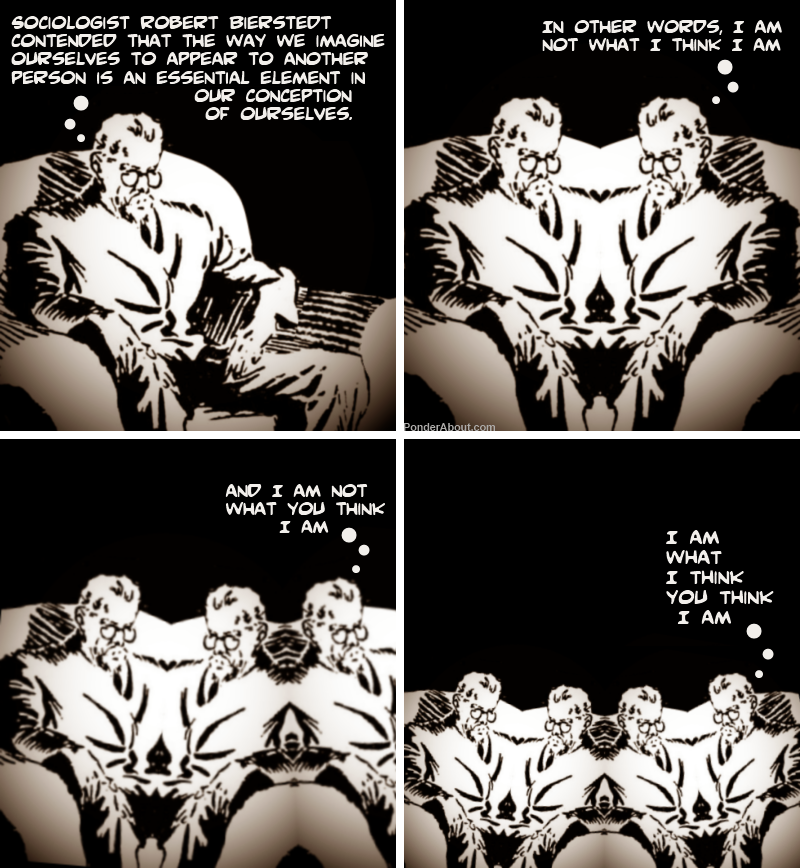 SOCIOLOGIST ROBERT BIERSTEDT
CONTENDED THAT THE WAY WE IMAGINE
OURSELVES TO APPEAR TO ANOTHER
PERSON IS AN ESSENTIAL ELEMENT IN
OUR CONCEPTION
OF OURSELVES.
IN OTHER WORDS, I AM
NOT WHAT I THINK I AM
PonderAbout.com
AND I AM NOT
WHAT YOU THINK
I AM
I AM
WHAT
I THINK
YOU THINK
I AM